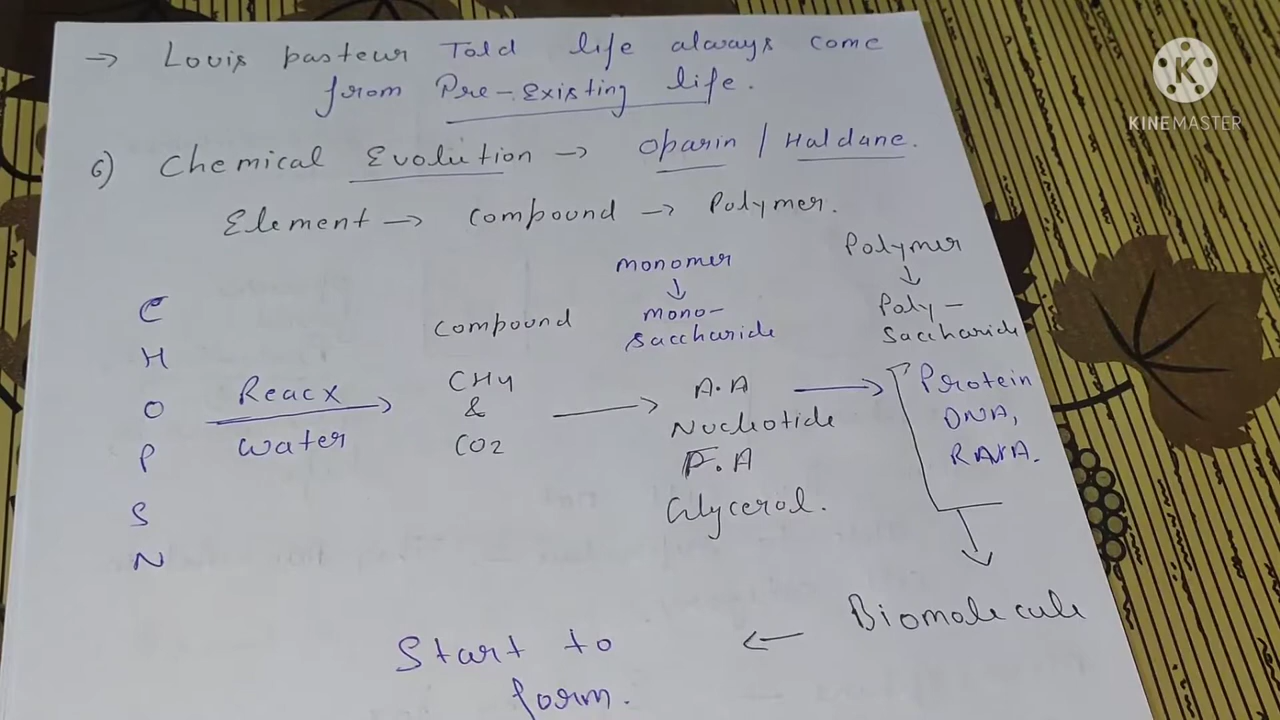 → Louis pasteur Told life always come
from Pre-Existing life.
6) Chemical Evolution → Oparin / Haldane.
Element → Compound → Polymer.
monomer
↓
mono-
saccharide
Polymer
↓
Poly-
Saccharide
C
H
O
P
S
N
Reacx
water
→
Compound
CH4
&
CO2
→
A.A
Nucleotide
F.A
Glycerol.
→
Protein
DNA,
RNA.
Biomolecule
←
Start to
form.
K
KINEMASTER